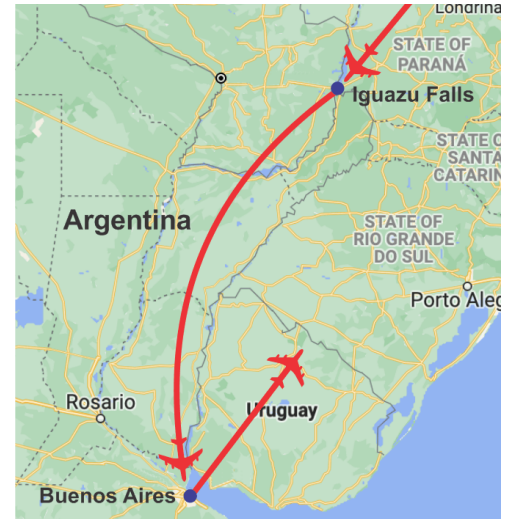 Londrina
STATE OF
PARANÁ
Iguazu Falls
STATE O
SANTA
CATARIN
Argentina
STATE OF
RIO GRANDE
DO SUL
Porto Aleg
Rosario
Uruguay
Buenos Aires